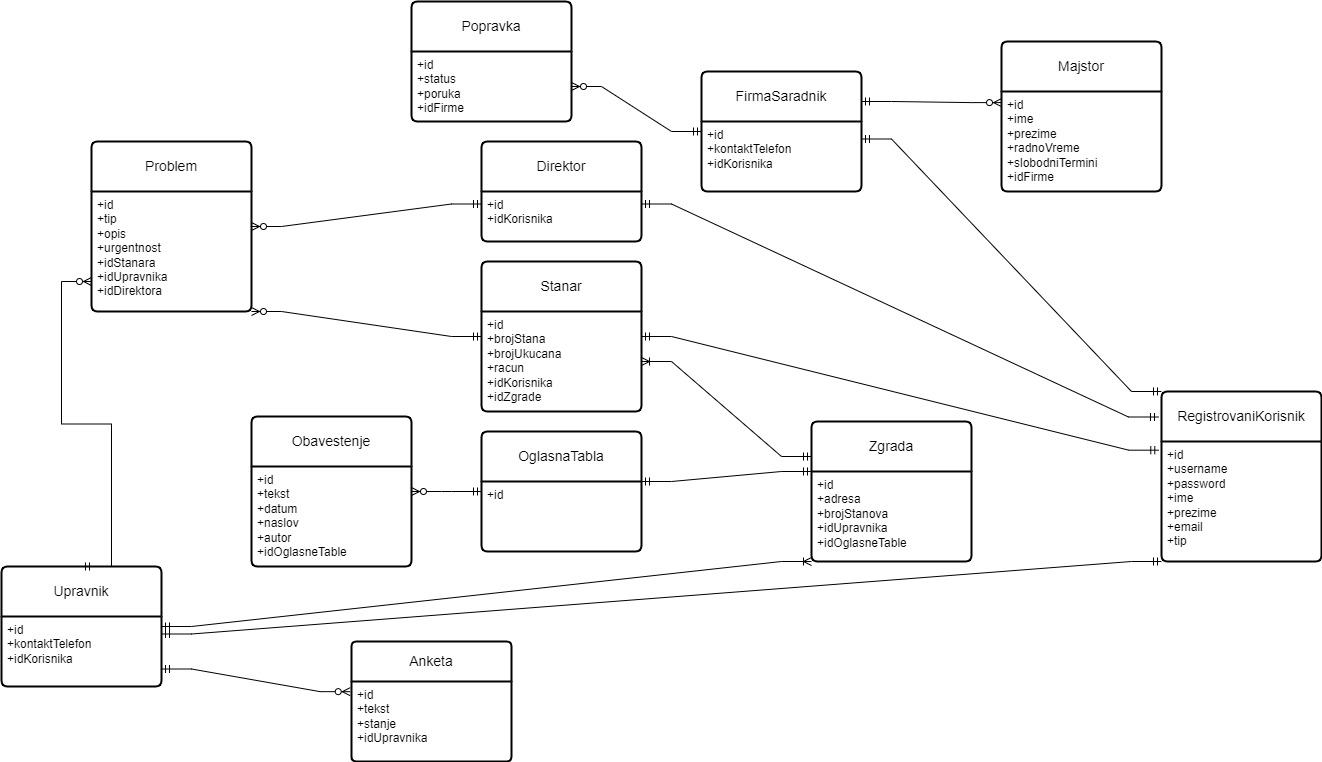 Popravka
+id
+status
+poruka
+idFirme
FirmaSaradnik
+id
+kontaktTelefon
+idKorisnika
Majstor
+id
+ime
+prezime
+radnoVreme
+slobodniTermini
+idFirme
Problem
+id
+tip
+opis
+urgentnost
+idStanara
+idUpravnika
+idDirektora
Direktor
+id
+idKorisnika
Stanar
+id
+brojStana
+brojUkucana
+racun
+idKorisnika
+idZgrade
Obavestenje
+id
+tekst
+datum
+naslov
+autor
+idOglasneTable
OglasnaTabla
+id
Zgrada
+id
+adresa
+brojStanova
+idUpravnika
+idOglasneTable
RegistrovaniKorisnik
+id
+username
+password
+ime
+prezime
+email
+tip
Upravnik
+id
+kontaktTelefon
+idKorisnika
Anketa
+id
+tekst
+stanje
+idUpravnika